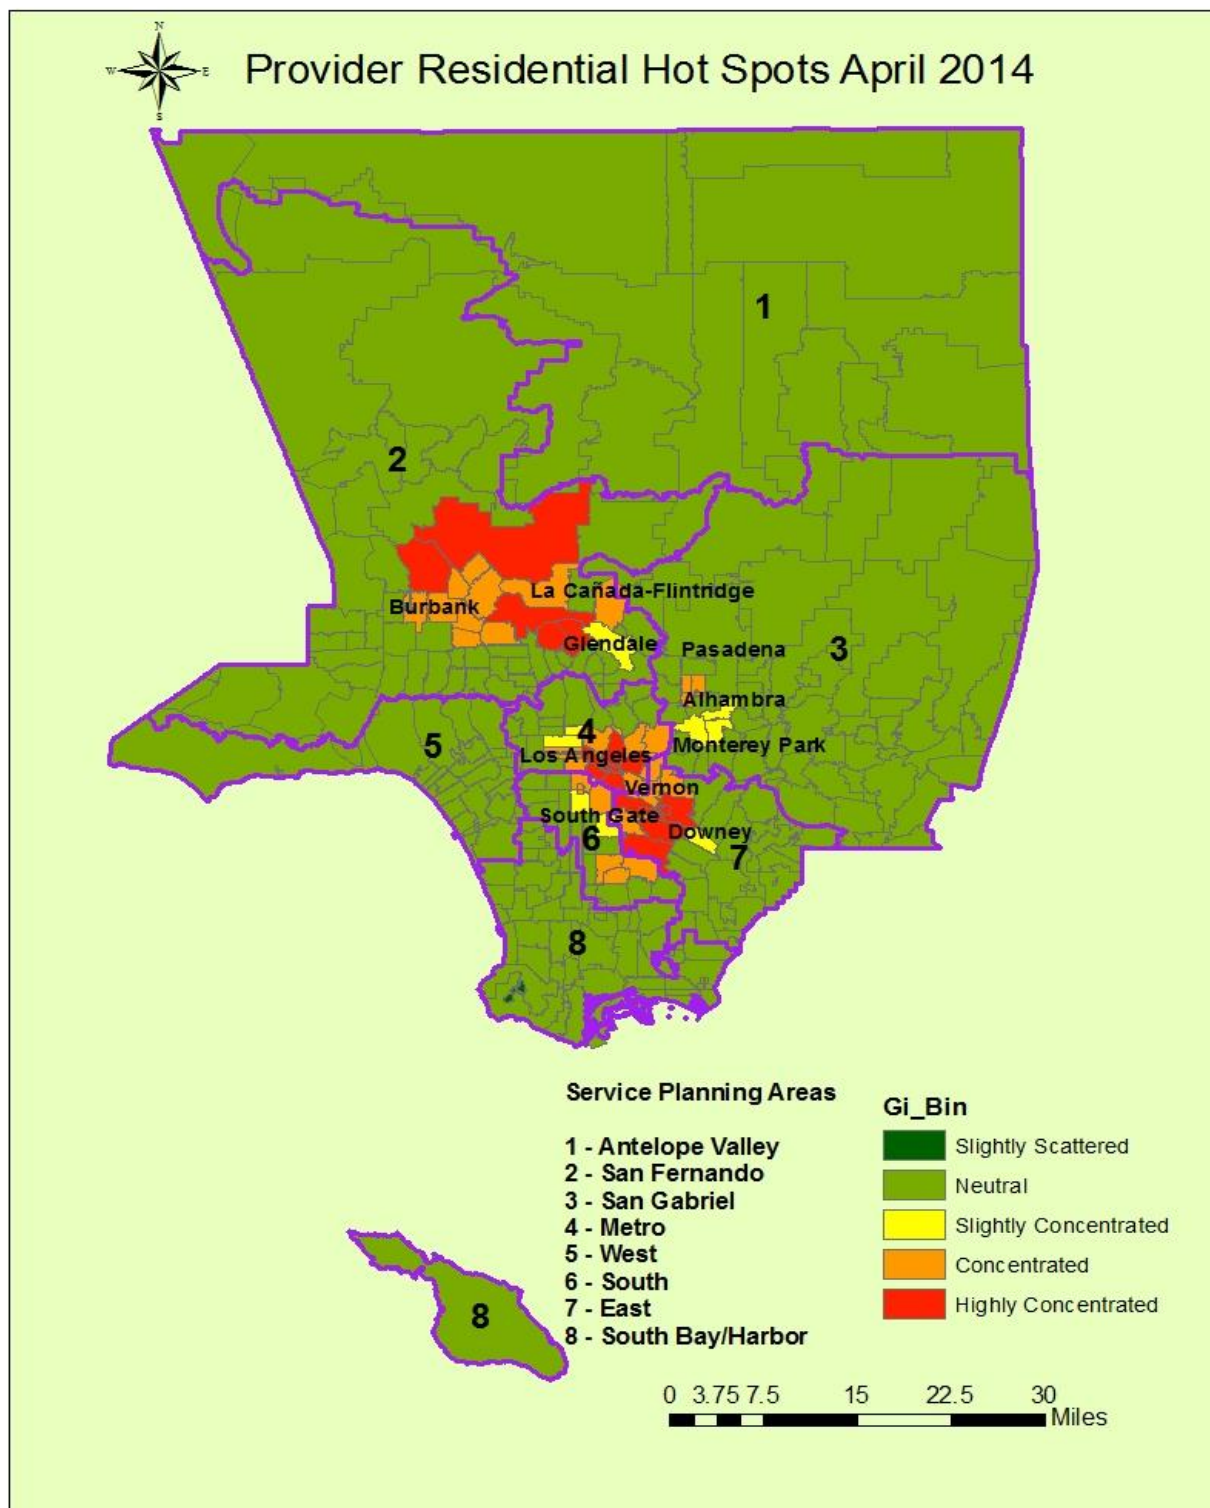 N
W E
S
Provider Residential Hot Spots April 2014
1
2
La Cañada-Flintridge
Burbank
Glendale
Pasadena
3
Alhambra
4
5
Monterey Park
Los Angeles
Vernon
South Gate
Downey
6
7
8
Service Planning Areas
1 - Antelope Valley
2 - San Fernando
3 - San Gabriel
4 - Metro
5 - West
6 - South
7 - East
8 - South Bay/Harbor
Gi_Bin
Slightly Scattered
Neutral
Slightly Concentrated
Concentrated
Highly Concentrated
8
0 3.75 7.5 15 22.5 30
Miles